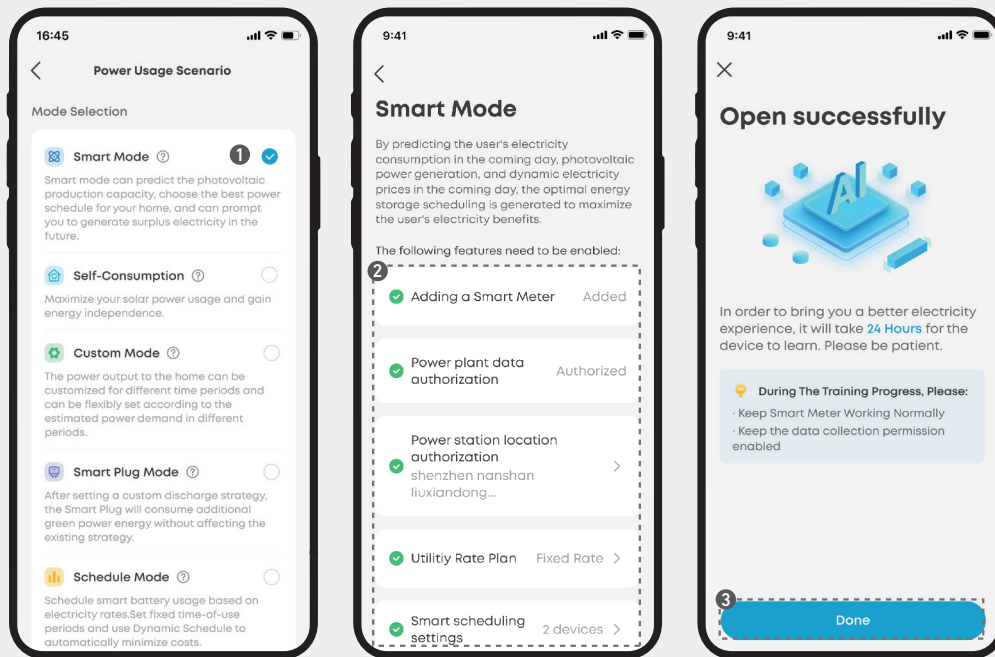 16:45
Power Usage Scenario
Mode Selection
Smart Mode ?
1
Smart mode can predict the photovoltaic
production capacity, choose the best power
schedule for your home, and can prompt
you to generate surplus electricity in the
future.
Self-Consumption ?
Maximize your solar power usage and gain
energy independence.
Custom Mode ?
The power output to the home can be
customized for different time periods and
can be flexibly set according to the
estimated power demand in different
periods.
Smart Plug Mode ?
After setting a custom discharge strategy,
the Smart Plug will consume additional
green power energy without affecting the
existing strategy.
Schedule Mode ?
Schedule smart battery usage based on
electricity rates.Set fixed time-of-use
periods and use Dynamic Schedule to
automatically minimize costs.
9:41
Smart Mode
By predicting the user's electricity
consumption in the coming day, photovoltaic
power generation, and dynamic electricity
prices in the coming day, the optimal energy
storage scheduling is generated to maximize
the user's electricity benefits.
The following features need to be enabled:
2
Adding a Smart Meter Added
Power plant data
authorization Authorized
Power station location
authorization
shenzhen nanshan
liuxiandong...
Utilitiy Rate Plan Fixed Rate
Smart scheduling
settings 2 devices
9:41
Open successfully
AI
In order to bring you a better electricity
experience, it will take 24 Hours for the
device to learn. Please be patient.
During The Training Progress, Please:
· Keep Smart Meter Working Normally
· Keep the data collection permission
enabled
3
Done